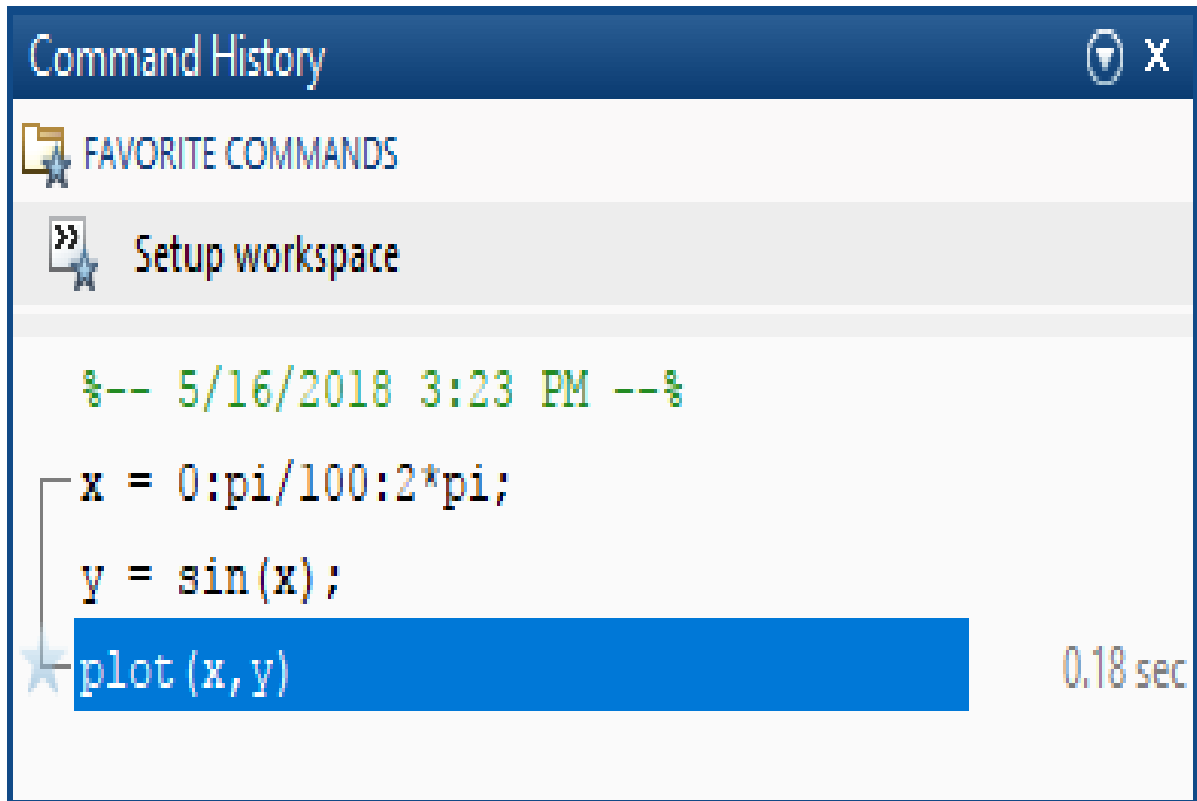 Command History
FAVORITE COMMANDS
Setup workspace
%-- 5/16/2018 3:23 PM --%
x = 0:pi/100:2*pi;
y = sin(x);
plot(x,y) 0.18 sec